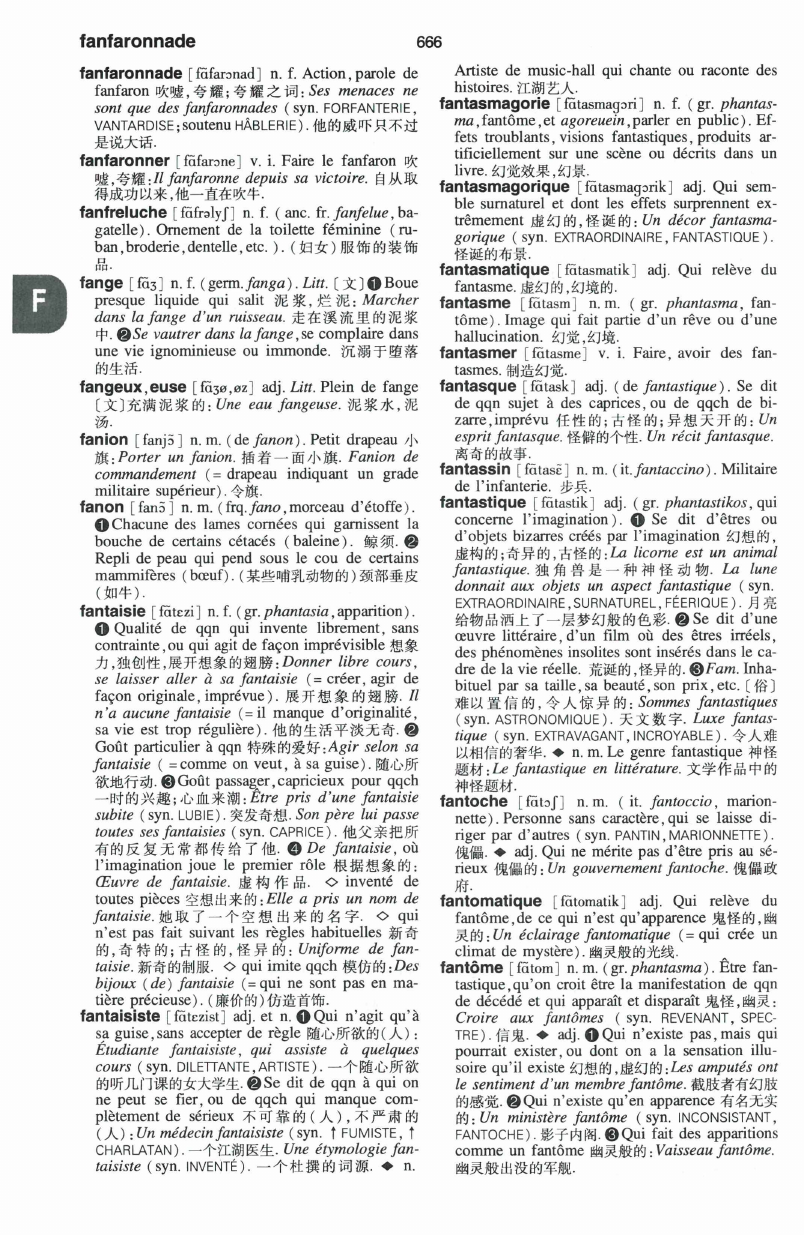 fanfaronnade
666
fanfaronnade [fɑ̃farɔnad] n. f. Action, parole de
fanfaron 吹嘘,夸耀;夸耀之词: Ses menaces ne
sont que des fanfaronnades ( syn. FORFANTERIE,
VANTARDISE; soutenu HÂBLERIE). 他的威吓只不过
是说大话.
fanfaronner [fɑ̃farɔne] v. i. Faire le fanfaron 吹
嘘,夸耀: Il fanfaronne depuis sa victoire. 自从取
得成功以来,他一直在吹牛.
fanfreluche [fɑ̃frəlyʃ] n. f. ( anc. fr. fanfelue, ba-
gatelle). Ornement de la toilette féminine ( ru-
ban, broderie, dentelle, etc. ). (妇女)服饰的装饰
品.
fange [fɑ̃ʒ] n. f. (germ. fanga). Litt. 〔文〕❶ Boue
presque liquide qui salit 泥浆,烂泥: Marcher
dans la fange d'un ruisseau. 走在溪流里的泥浆
中. ❷ Se vautrer dans la fange, se complaire dans
une vie ignominieuse ou immonde. 沉溺于堕落
的生活.
F
fangeux, euse [fɑ̃ʒø, øz] adj. Litt. Plein de fange
〔文〕充满泥浆的: Une eau fangeuse. 泥浆水,泥
汤.
fanion [fanjɔ̃] n. m. (de fanon). Petit drapeau 小
旗: Porter un fanion. 插着一面小旗. Fanion de
commandement (= drapeau indiquant un grade
militaire supérieur). 令旗.
fanon [fanɔ̃] n. m. (frq. fano, morceau d'étoffe).
❶ Chacune des lames cornées qui garnissent la
bouche de certains cétacés ( baleine). 鲸须. ❷
Repli de peau qui pend sous le cou de certains
mammifères (bœuf). (某些哺乳动物的)颈部垂皮
(如牛).
fantaisie [fɑ̃tezi] n. f. (gr. phantasia, apparition).
❶ Qualité de qqn qui invente librement, sans
contrainte, ou qui agit de façon imprévisible 想象
力,独创性,展开想象的翅膀: Donner libre cours,
se laisser aller à sa fantaisie (= créer, agir de
façon originale, imprévue). 展开想象的翅膀. Il
n'a aucune fantaisie (= il manque d'originalité,
sa vie est trop régulière). 他的生活平淡无奇. ❷
Goût particulier à qqn 特殊的爱好: Agir selon sa
fantaisie ( = comme on veut, à sa guise). 随心所
欲地行动. ❸ Goût passager, capricieux pour qqch
一时的兴趣;心血来潮: Être pris d'une fantaisie
subite ( syn. LUBIE). 突发奇想. Son père lui passe
toutes ses fantaisies (syn. CAPRICE). 他父亲把所
有的反复无常都传给了他. ❹ De fantaisie, où
l'imagination joue le premier rôle 根据想象的:
Œuvre de fantaisie. 虚构作品. ◇ inventé de
toutes pièces 空想出来的: Elle a pris un nom de
fantaisie. 她取了一个空想出来的名字. ◇ qui
n'est pas fait suivant les règles habituelles 新奇
的,奇特的;古怪的,怪异的: Uniforme de fan-
taisie. 新奇的制服. ◇ qui imite qqch 模仿的: Des
bijoux (de) fantaisie (= qui ne sont pas en ma-
tière précieuse). (廉价的)仿造首饰.
fantaisiste [fɑ̃tezist] adj. et n. ❶ Qui n'agit qu'à
sa guise, sans accepter de règle 随心所欲的(人):
Étudiante fantaisiste, qui assiste à quelques
cours ( syn. DILETTANTE, ARTISTE). 一个随心所欲
的听几门课的女大学生. ❷ Se dit de qqn à qui on
ne peut se fier, ou de qqch qui manque com-
plètement de sérieux 不可靠的(人),不严肃的
(人): Un médecin fantaisiste (syn. ↑ FUMISTE, ↑
CHARLATAN). 一个江湖医生. Une étymologie fan-
taisiste ( syn. INVENTÉ). 一个杜撰的词源. ◆ n.
Artiste de music-hall qui chante ou raconte des
histoires. 江湖艺人.
fantasmagorie [fɑ̃tasmagɔri] n. f. ( gr. phantas-
ma, fantôme, et agoreuein, parler en public). Ef-
fets troublants, visions fantastiques, produits ar-
tificiellement sur une scène ou décrits dans un
livre. 幻觉效果,幻景.
fantasmagorique [fɑ̃tasmagɔrik] adj. Qui sem-
ble surnaturel et dont les effets surprennent ex-
trêmement 虚幻的,怪诞的: Un décor fantasma-
gorique ( syn. EXTRAORDINAIRE, FANTASTIQUE).
怪诞的布景.
fantasmatique [fɑ̃tasmatik] adj. Qui relève du
fantasme. 虚幻的,幻境的.
fantasme [fɑ̃tasm] n. m. ( gr. phantasma, fan-
tôme). Image qui fait partie d'un rêve ou d'une
hallucination. 幻觉,幻境.
fantasmer [fɑ̃tasme] v. i. Faire, avoir des fan-
tasmes. 制造幻觉.
fantasque [fɑ̃task] adj. ( de fantastique). Se dit
de qqn sujet à des caprices, ou de qqch de bi-
zarre, imprévu 任性的;古怪的;异想天开的: Un
esprit fantasque. 怪僻的个性. Un récit fantasque.
离奇的故事.
fantassin [fɑ̃tasɛ̃] n. m. (it. fantaccino). Militaire
de l'infanterie. 步兵.
fantastique [fɑ̃tastik] adj. ( gr. phantastikos, qui
concerne l'imagination). ❶ Se dit d'êtres ou
d'objets bizarres créés par l'imagination 幻想的,
虚构的;奇异的,古怪的: La licorne est un animal
fantastique. 独角兽是一种神怪动物. La lune
donnait aux objets un aspect fantastique ( syn.
EXTRAORDINAIRE, SURNATUREL, FÉERIQUE). 月亮
给物品洒上了一层梦幻般的色彩. ❷ Se dit d'une
œuvre littéraire, d'un film où des êtres irréels,
des phénomènes insolites sont insérés dans le ca-
dre de la vie réelle. 荒诞的,怪异的. ❸ Fam. Inha-
bituel par sa taille, sa beauté, son prix, etc. 〔俗〕
难以置信的,令人惊异的: Sommes fantastiques
(syn. ASTRONOMIQUE). 天文数字. Luxe fantas-
tique ( syn. EXTRAVAGANT, INCROYABLE). 令人难
以相信的奢华. ◆ n. m. Le genre fantastique 神怪
题材: Le fantastique en littérature. 文学作品中的
神怪题材.
fantoche [fɑ̃tɔʃ] n. m. ( it. fantoccio, marion-
nette). Personne sans caractère, qui se laisse di-
riger par d'autres ( syn. PANTIN, MARIONNETTE).
傀儡. ◆ adj. Qui ne mérite pas d'être pris au sé-
rieux 傀儡的: Un gouvernement fantoche. 傀儡政
府.
fantomatique [fɑ̃tomatik] adj. Qui relève du
fantôme, de ce qui n'est qu'apparence 鬼怪的,幽
灵的: Un éclairage fantomatique (= qui crée un
climat de mystère). 幽灵般的光线.
fantôme [fɑ̃tom] n. m. (gr. phantasma). Être fan-
tastique, qu'on croit être la manifestation de qqn
de décédé et qui apparaît et disparaît 鬼怪,幽灵:
Croire aux fantômes ( syn. REVENANT, SPEC-
TRE). 信鬼. ◆ adj. ❶ Qui n'existe pas, mais qui
pourrait exister, ou dont on a la sensation illu-
soire qu'il existe 幻想的,虚幻的: Les amputés ont
le sentiment d'un membre fantôme. 截肢者有幻肢
的感觉. ❷ Qui n'existe qu'en apparence 有名无实
的: Un ministère fantôme ( syn. INCONSISTANT,
FANTOCHE). 影子内阁. ❸ Qui fait des apparitions
comme un fantôme 幽灵般的: Vaisseau fantôme.
幽灵般出没的军舰.